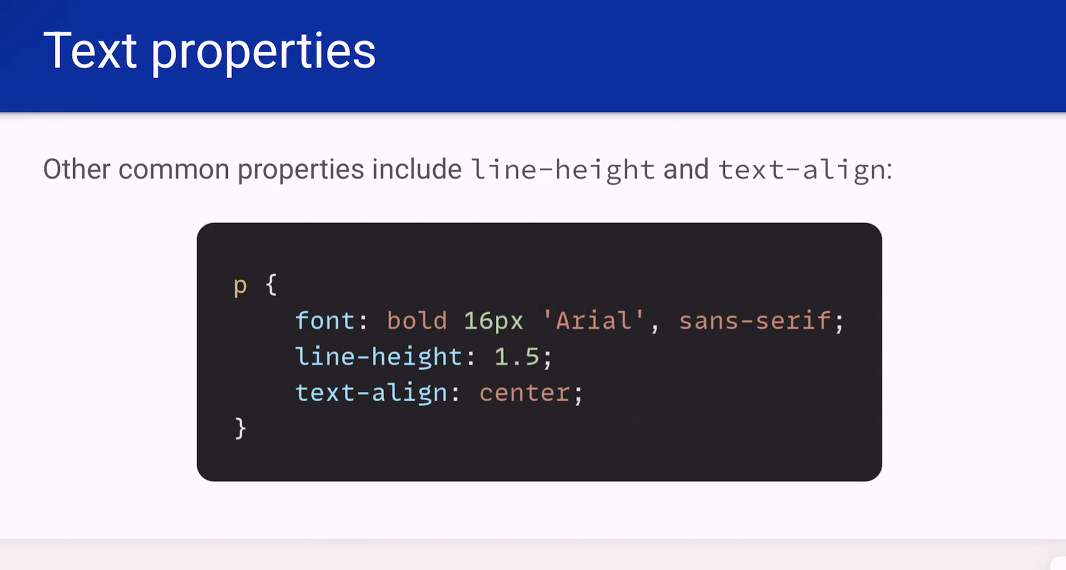 Text properties
Other common properties include line-height and text-align:
p {
    font: bold 16px 'Arial', sans-serif;
    line-height: 1.5;
    text-align: center;
}